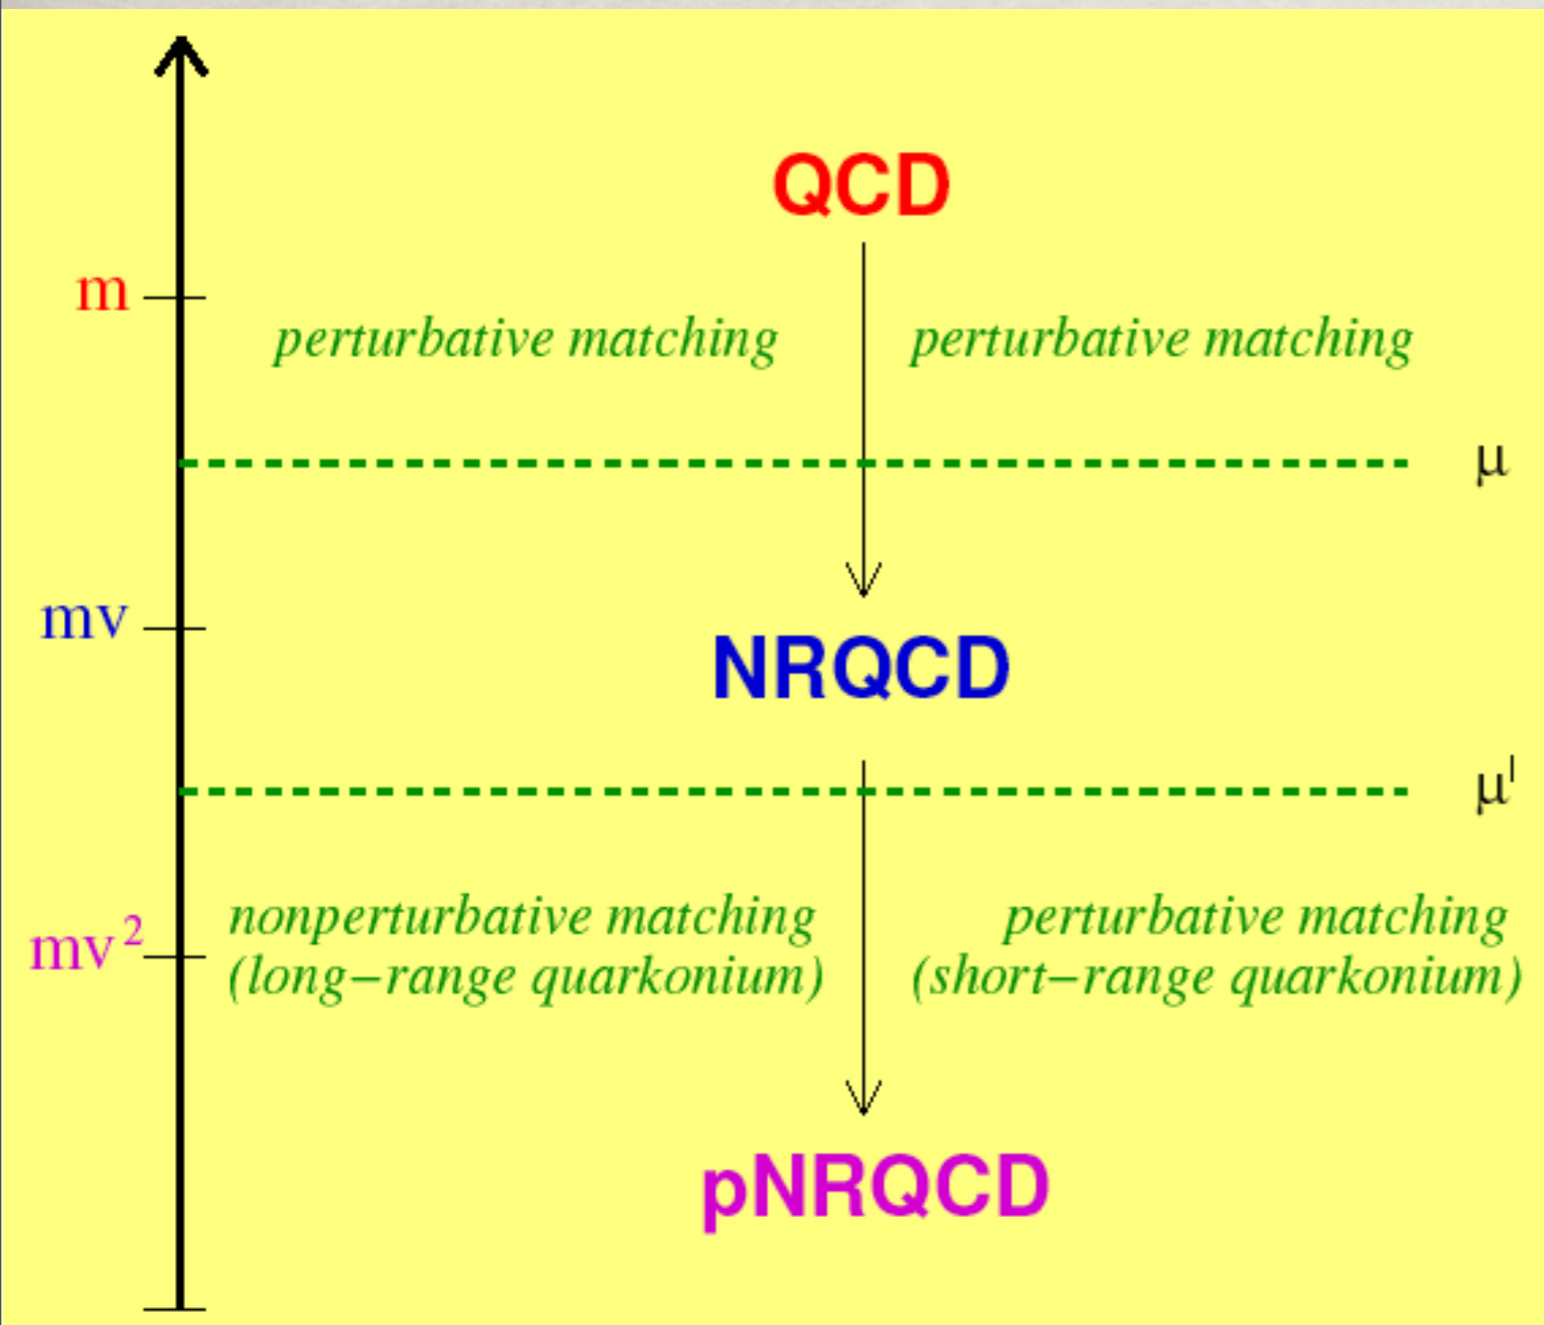 QCD
m
perturbative matching perturbative matching
μ
mv
NRQCD
μ'
nonperturbative matching perturbative matching
mv²
(long–range quarkonium) (short–range quarkonium)
pNRQCD